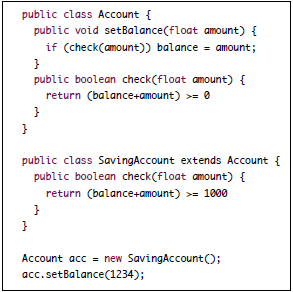 public class Account {
public void setBalance(float amount) {
if (check(amount)) balance = amount;
}
public boolean check(float amount) {
return (balance+amount) >= 0
}
}
public class SavingAccount extends Account {
public boolean check(float amount) {
return (balance+amount) >= 1000
}
}
Account acc = new SavingAccount();
acc.setBalance(1234);